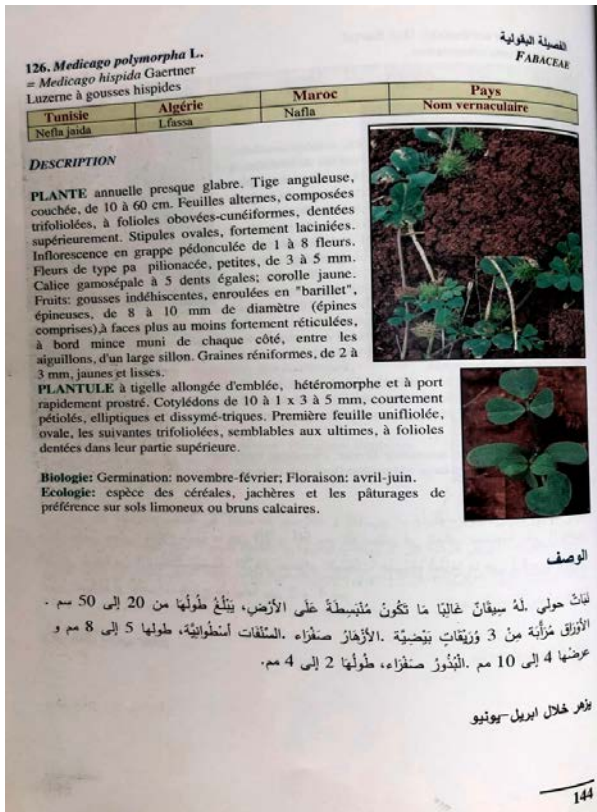 الفصيلة البقولية
FABACEAE
126. Medicago polymorpha L.
= Medicago hispida Gaertner
Luzerne à gousses hispides
Tunisie Algérie Maroc Pays
Nefla jaida Lfassa Nafla Nom vernaculaire
DESCRIPTION
PLANTE annuelle presque glabre. Tige anguleuse,
couchée, de 10 à 60 cm. Feuilles alternes, composées
trifoliolées, à folioles obovées-cunéiformes, dentées
supérieurement. Stipules ovales, fortement laciniées.
Inflorescence en grappe pédonculée de 1 à 8 fleurs.
Fleurs de type pa pilionacée, petites, de 3 à 5 mm.
Calice gamosépale à 5 dents égales; corolle jaune.
Fruits: gousses indéhiscentes, enroulées en "barillet",
épineuses, de 8 à 10 mm de diamètre (épines
comprises),à faces plus au moins fortement réticulées,
à bord mince muni de chaque côté, entre les
aiguillons, d'un large sillon. Graines réniformes, de 2 à
3 mm, jaunes et lisses.
PLANTULE à tigelle allongée d'emblée, hétéromorphe et à port
rapidement prostré. Cotylédons de 10 à 1 x 3 à 5 mm, courtement
pétiolés, elliptiques et dissymé-triques. Première feuille unifliolée,
ovale, les suivantes trifoliolées, semblables aux ultimes, à folioles
dentées dans leur partie supérieure.
Biologie: Germination: novembre-février; Floraison: avril-juin.
Ecologie: espèce des céréales, jachères et les pâturages de
préférence sur sols limoneux ou bruns calcaires.
الوصف
نَبَاتٌ حولي .لَهُ سِيقَانٌ غَالِبًا مَا تَكُونُ مُنْبَسِطَةً عَلَى الأَرْضِ، يَبْلُغُ طُولُهَا من 20 إلى 50 سم .
الأَوْرَاق مُرَكَّبَة مِنْ 3 وُرَيْقَاتٍ بَيْضِيَّة .الأَزْهَارُ صَفْرَاء .السِّنْفَات أسْطُوانِيَّة، طولها 5 إلى 8 مم و
عرضُها 4 إلى 10 مم .الْبُذُورُ صَفْرَاء، طُولُهَا 2 إلى 4 مم.
يزهر خلال ابريل-يونيو
144